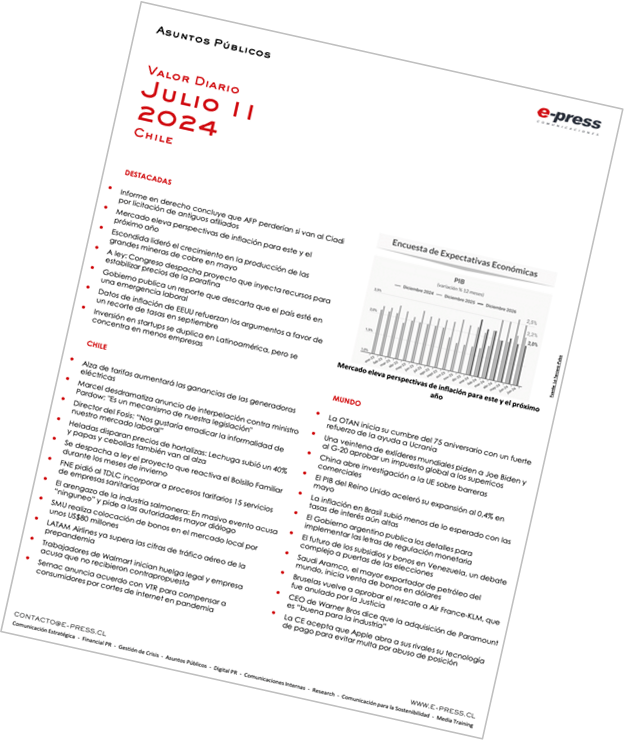 ASUNTOS PÚBLICOS
VALOR DIARIO
JULIO 11
2024
CHILE
e-press
COMUNICACIONES
DESTACADAS
Informe en derecho concluye que AFP perderían si van al Ciadi
por licitación de antiguos afiliados
Mercado eleva perspectivas de inflación para este y el
próximo año
Escondida lideró el crecimiento en la producción de las
grandes mineras de cobre en mayo
A ley: Congreso despacha proyecto que inyecta recursos para
estabilizar precios de la parafina
Gobierno publica un reporte que descarta que el país esté en
una emergencia laboral
Datos de inflación de EEUU refuerzan los argumentos a favor de
un recorte de tasas en septiembre
Inversión en startups se duplica en Latinoamérica, pero se
concentra en menos empresas
Encuesta de Expectativas Económicas
PIB
(variación % 12 meses)
Diciembre 2024
Diciembre 2025
Diciembre 2026
Mercado eleva perspectivas de inflación para este y el próximo
año
CHILE
Alza de tarifas aumentará las ganancias de las generadoras
eléctricas
Marcel desdramatiza anuncio de interpelación contra ministro
Pardow: "Es un mecanismo de nuestra legislación"
Director del Fosis: "Nos gustaría erradicar la informalidad de
nuestro mercado laboral"
Heladas disparan precios de hortalizas: Lechuga subió un 40%
y papas y cebollas también van al alza
Se despacha a ley el proyecto que reactiva el Bolsillo Familiar
durante los meses de invierno
FNE pidió al TDLC incorporar a procesos tarifarios 15 servicios
de empresas sanitarias
El arengazo de la industria salmonera: En masivo evento acusa
"ninguneo" y pide a las autoridades mayor diálogo
SMU realiza colocación de bonos en el mercado local por
unos US$80 millones
LATAM Airlines ya supera las cifras de tráfico aéreo de la
prepandemia
Trabajadores de Walmart inician huelga legal y empresa
acusa que no recibieron contrapropuesta
Sernac anuncia acuerdo con VTR para compensar a
consumidores por cortes de internet en pandemia
MUNDO
La OTAN inicia su cumbre del 75 aniversario con un fuerte
refuerzo de la ayuda a Ucrania
Una veintena de exlíderes mundiales piden a Joe Biden y
al G-20 aprobar un impuesto global a los superricos
China abre investigación a la UE sobre barreras
comerciales
El PIB del Reino Unido aceleró su expansión al 0,4% en
mayo
La inflación en Brasil subió menos de lo esperado con las
tasas de interés aún altas
El Gobierno argentino publica los detalles para
implementar las letras de regulación monetaria
El futuro de los subsidios y bonos en Venezuela, un debate
complejo a puertas de las elecciones
Saudi Aramco, el mayor exportador de petróleo del
mundo, inicia venta de bonos en dólares
Bruselas vuelve a aprobar el rescate a Air France-KLM, que
fue anulado por la Justicia
CEO de Warner Bros dice que la adquisición de Paramount
es "buena para la industria"
La CE acepta que Apple abra a sus rivales su tecnología
de pago para evitar multa por abuso de posición
CONTACTO@E-PRESS.CL
WWW.E-PRESS.CL
Comunicación Estratégica - Financial PR - Gestión de Crisis - Asuntos Públicos - Digital PR - Comunicaciones Internas - Research - Comunicación para la Sostenibilidad - Media Training